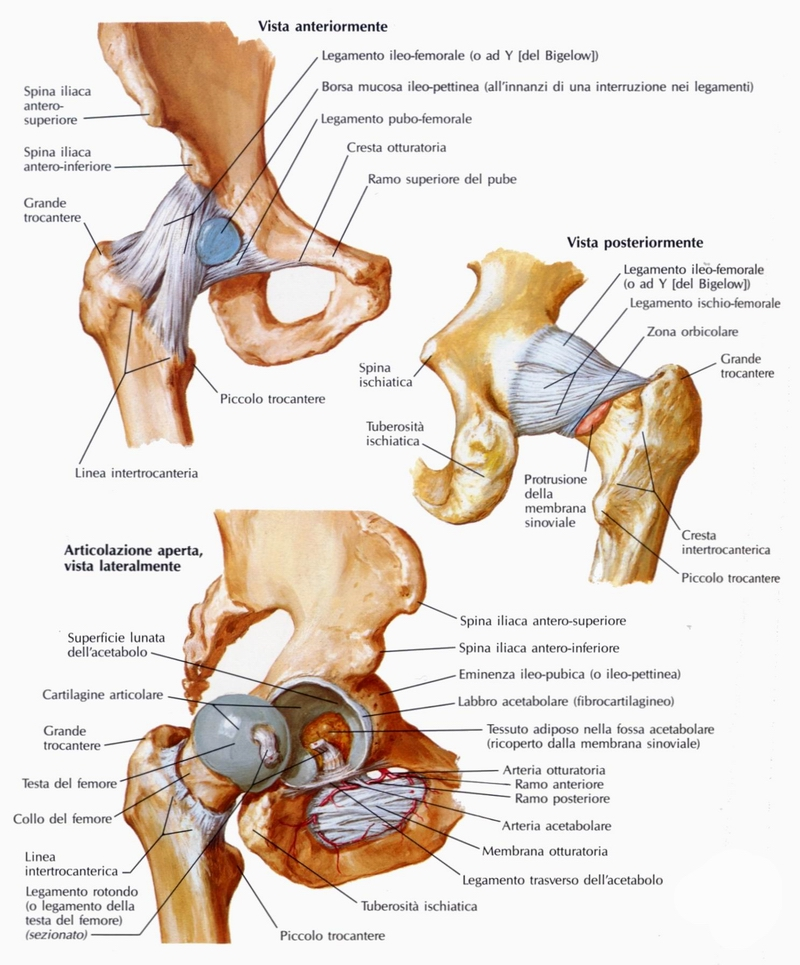 Vista anteriormente
Legamento ileo-femorale (o ad Y [del Bigelow])
Borsa mucosa ileo-pettinea (all'innanzi di una interruzione nei legamenti)
Legamento pubo-femorale
Cresta otturatoria
Ramo superiore del pube
Spina iliaca
antero-
superiore
Spina iliaca
antero-inferiore
Grande
trocantere
Piccolo trocantere
Linea intertrocanteria
Vista posteriormente
Legamento ileo-femorale
(o ad Y [del Bigelow])
Legamento ischio-femorale
Zona orbicolare
Grande
trocantere
Spina
ischiatica
Tuberosità
ischiatica
Protrusione
della
membrana
sinoviale
Cresta
intertrocanterica
Piccolo trocantere
Articolazione aperta,
vista lateralmente
Superficie lunata
dell'acetabolo
Cartilagine articolare
Grande
trocantere
Testa del femore
Collo del femore
Linea
intertrocanterica
Legamento rotondo
(o legamento della
testa del femore)
(sezionato)
Spina iliaca antero-superiore
Spina iliaca antero-inferiore
Eminenza ileo-pubica (o ileo-pettinea)
Labbro acetabolare (fibrocartilagineo)
Tessuto adiposo nella fossa acetabolare
(ricoperto dalla membrana sinoviale)
Arteria otturatoria
Ramo anteriore
Ramo posteriore
Arteria acetabolare
Membrana otturatoria
Legamento trasverso dell'acetabolo
Tuberosità ischiatica
Piccolo trocantere